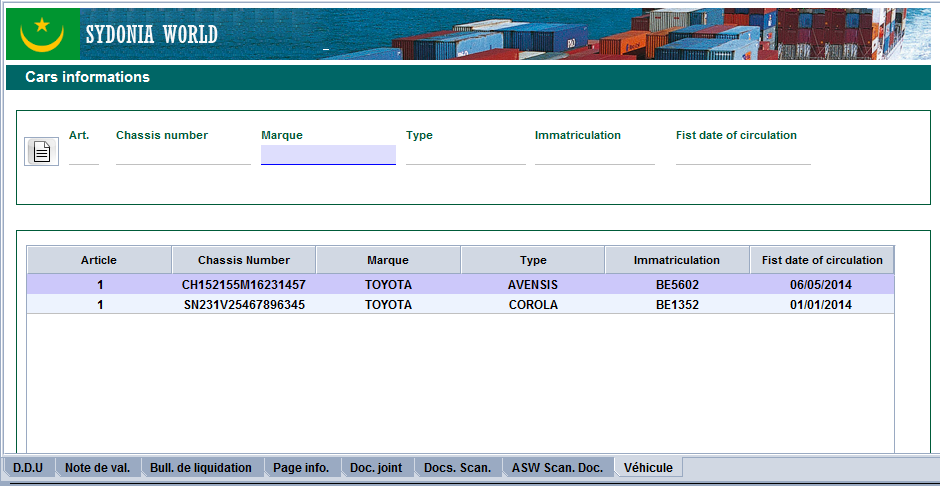 SYDONIA WORLD
Cars informations
Art. Chassis number Marque Type Immatriculation Fist date of circulation
Article Chassis Number Marque Type Immatriculation Fist date of circulation
1 CH152155M16231457 TOYOTA AVENSIS BE5602 06/05/2014
1 SN231V25467896345 TOYOTA COROLA BE1352 01/01/2014
D.D.U Note de val. Bull. de liquidation Page info. Doc. joint Docs. Scan. ASW Scan. Doc. Véhicule